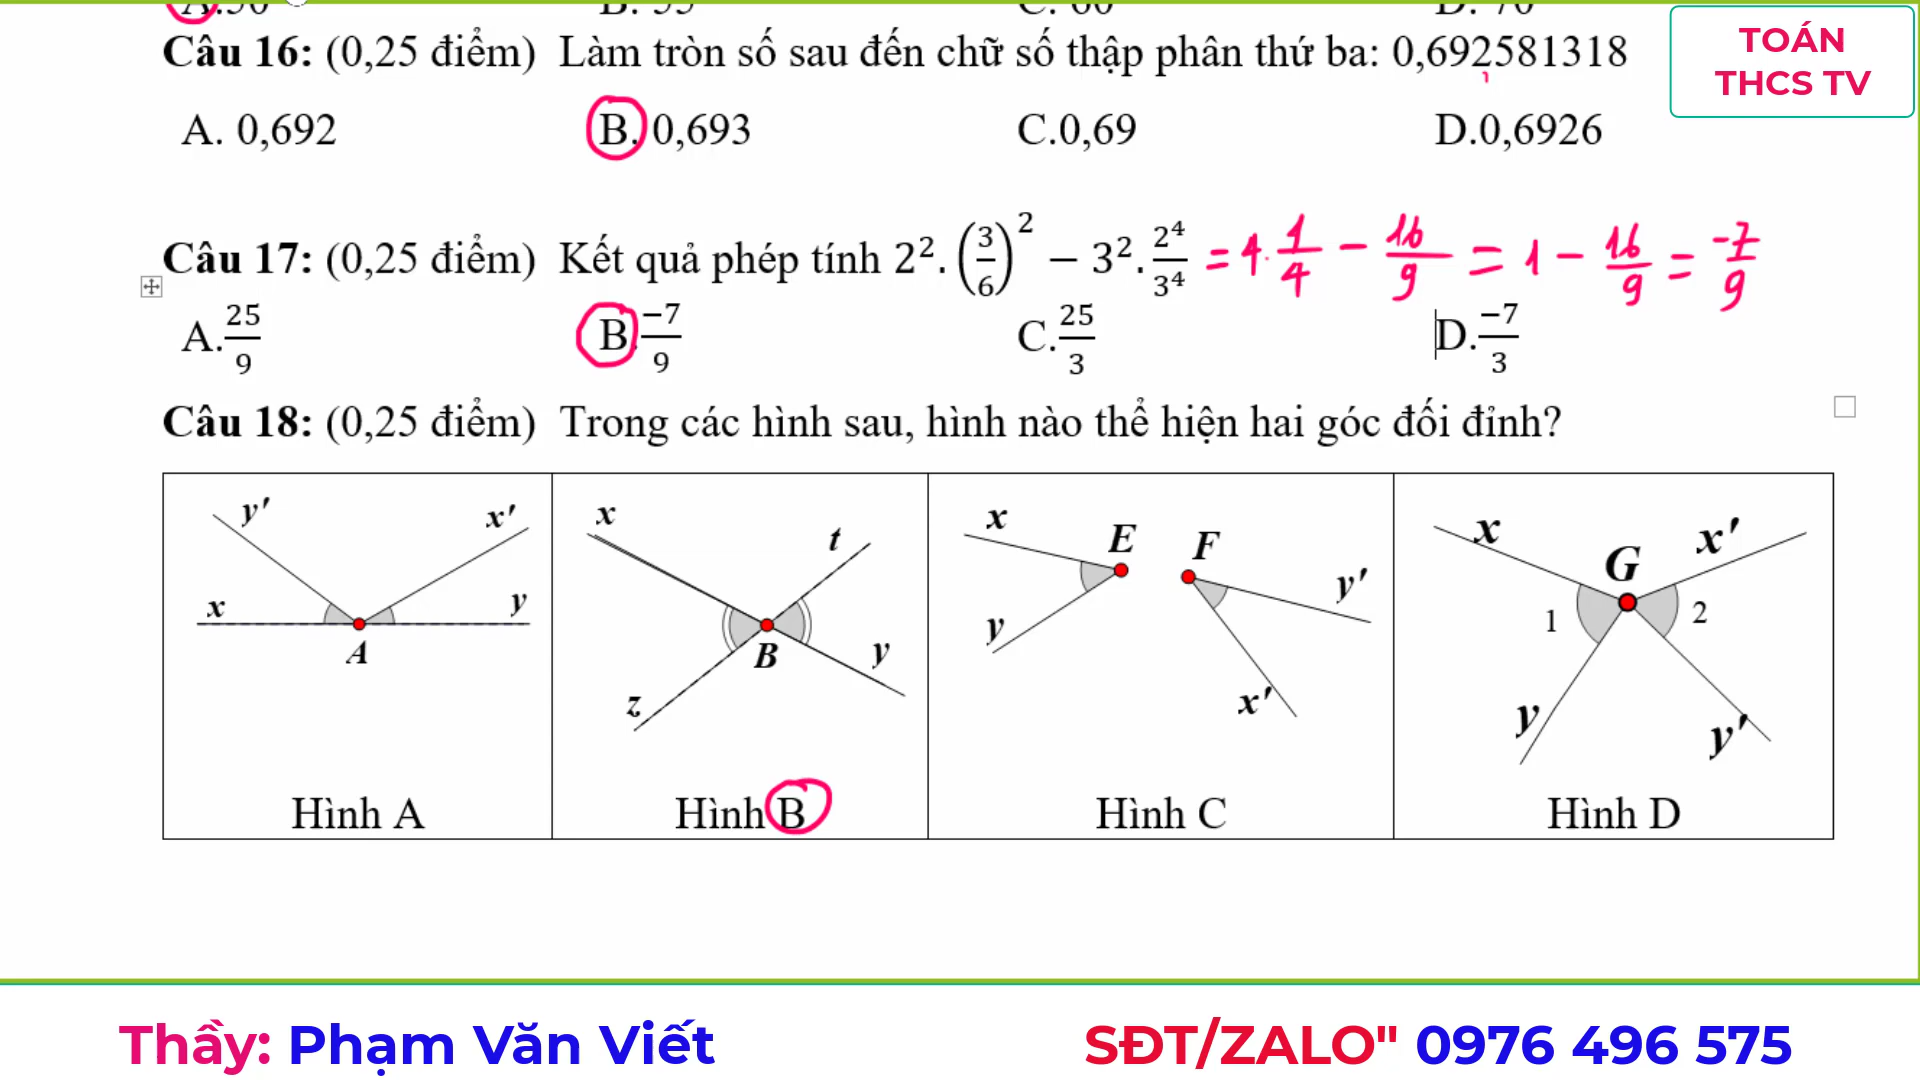 TOÁN
THCS TV
Câu 16: (0,25 điểm) Làm tròn số sau đến chữ số thập phân thứ ba: 0,692581318
A. 0,692 B. 0,693 C.0,69 D.0,6926
Câu 17: (0,25 điểm) Kết quả phép tính 2². (3/6)² − 3². 2⁴/3⁴ = 4. 1/4 − 16/9 = 1 − 16/9 = -7/9
A. 25/9 B. −7/9 C. 25/3 D. −7/3
Câu 18: (0,25 điểm) Trong các hình sau, hình nào thể hiện hai góc đối đỉnh?
y' x' x y A
x t B y z
x E F y' y x'
x G x' 1 2 y y'
Hình A Hình B Hình C Hình D
Thầy: Phạm Văn Viết SĐT/ZALO" 0976 496 575